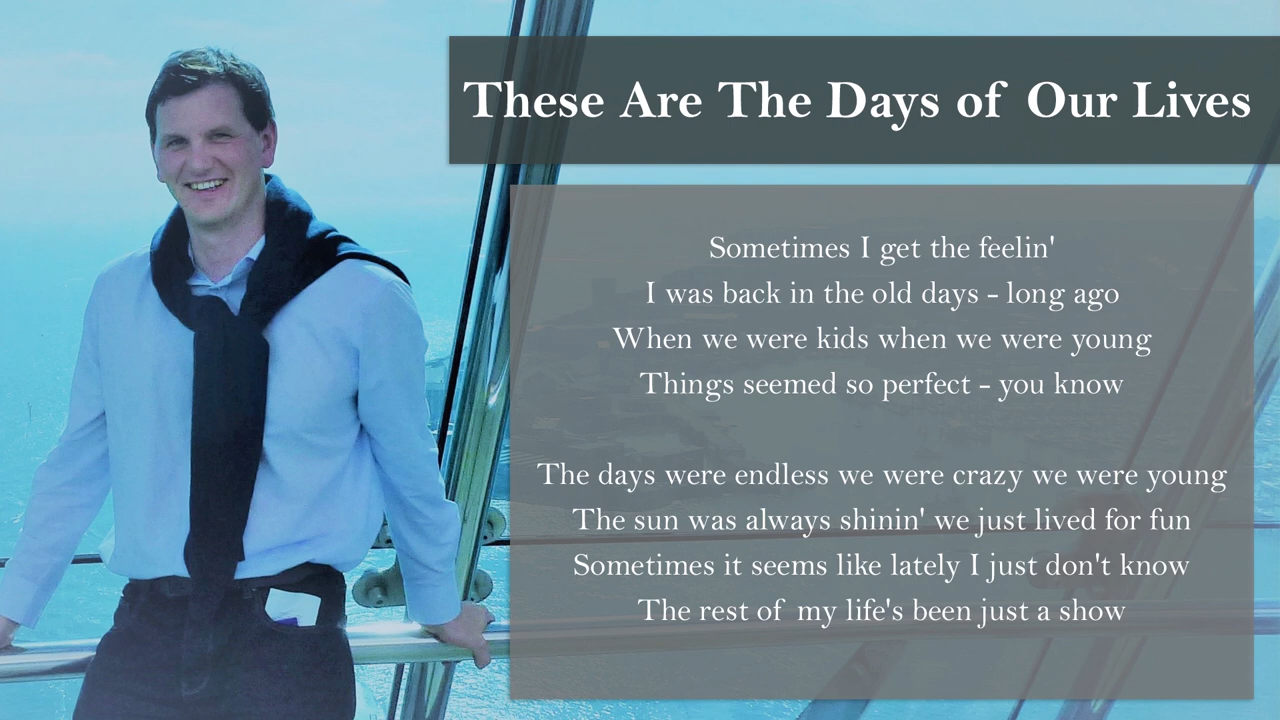 These Are The Days of Our Lives
Sometimes I get the feelin'
I was back in the old days - long ago
When we were kids when we were young
Things seemed so perfect - you know
The days were endless we were crazy we were young
The sun was always shinin' we just lived for fun
Sometimes it seems like lately I just don't know
The rest of my life's been just a show